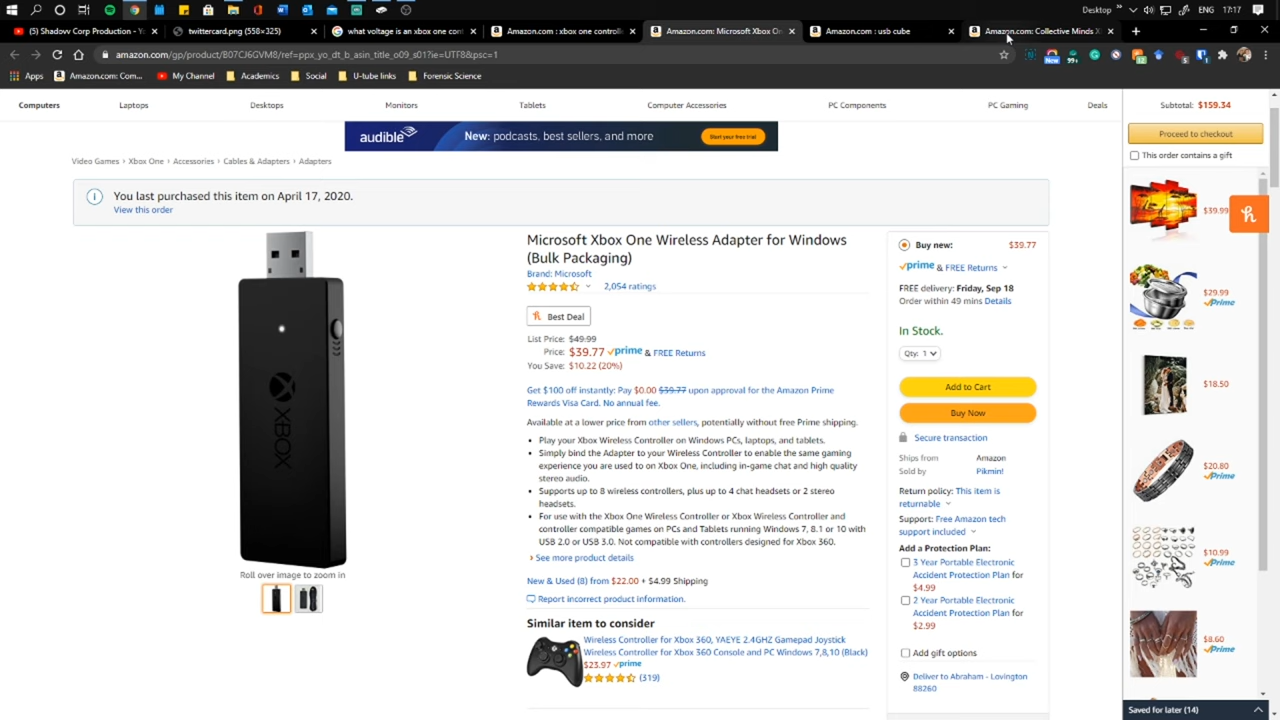 Desktop ENG 17:17
(5) Shadovv Corp Production - Y
twittercard.png (558×325)
what voltage is an xbox one cont
Amazon.com : xbox one controll
Amazon.com: Microsoft Xbox On
Amazon.com : usb cube
Amazon.com: Collective Minds X
amazon.com/gp/product/B07CJ6GVM8/ref=ppx_yo_dt_b_asin_title_o09_s01?ie=UTF8&psc=1
New 99+
Apps Amazon.com: Com... My Channel Academics Social U-tube links Forensic Science
Computers Laptops Desktops Monitors Tablets Computer Accessories PC Components PC Gaming Deals
audible New: podcasts, best sellers, and more Start your free trial
Video Games › Xbox One › Accessories › Cables & Adapters › Adapters
You last purchased this item on April 17, 2020.
View this order
XBOX
Roll over image to zoom in
Microsoft Xbox One Wireless Adapter for Windows
(Bulk Packaging)
Brand: Microsoft
2,054 ratings
Best Deal
List Price: $49.99
Price: $39.77 prime & FREE Returns
You Save: $10.22 (20%)
Get $100 off instantly: Pay $0.00 $39.77 upon approval for the Amazon Prime
Rewards Visa Card. No annual fee.
Available at a lower price from other sellers, potentially without free Prime shipping.
• Play your Xbox Wireless Controller on Windows PCs, laptops, and tablets.
• Simply bind the Adapter to your Wireless Controller to enable the same gaming
experience you are used to on Xbox One, including in-game chat and high quality
stereo audio.
• Supports up to 8 wireless controllers, plus up to 4 chat headsets or 2 stereo
headsets.
• For use with the Xbox One Wireless Controller or Xbox Wireless Controller and
controller compatible games on PCs and Tablets running Windows 7, 8.1 or 10 with
USB 2.0 or USB 3.0. Not compatible with controllers designed for Xbox 360.
› See more product details
New & Used (8) from $22.00 + $4.99 Shipping
Report incorrect product information.
Similar item to consider
Wireless Controller for Xbox 360, YAEYE 2.4GHZ Gamepad Joystick
Wireless Controller for Xbox 360 Console and PC Windows 7,8,10 (Black)
$23.97 prime
(319)
Buy new: $39.77
prime & FREE Returns
FREE delivery: Friday, Sep 18
Order within 49 mins Details
In Stock.
Qty: 1
Add to Cart
Buy Now
Secure transaction
Ships from Amazon
Sold by Pikmin!
Return policy: This item is
returnable
Support: Free Amazon tech
support included
Add a Protection Plan:
3 Year Portable Electronic
Accident Protection Plan for
$4.99
2 Year Portable Electronic
Accident Protection Plan for
$2.99
Add gift options
Deliver to Abraham - Lovington
88260
Subtotal: $159.34
Proceed to checkout
This order contains a gift
$39.99
$29.99
prime
$18.50
$20.80
prime
$10.99
prime
$8.60
prime
Saved for later (14)